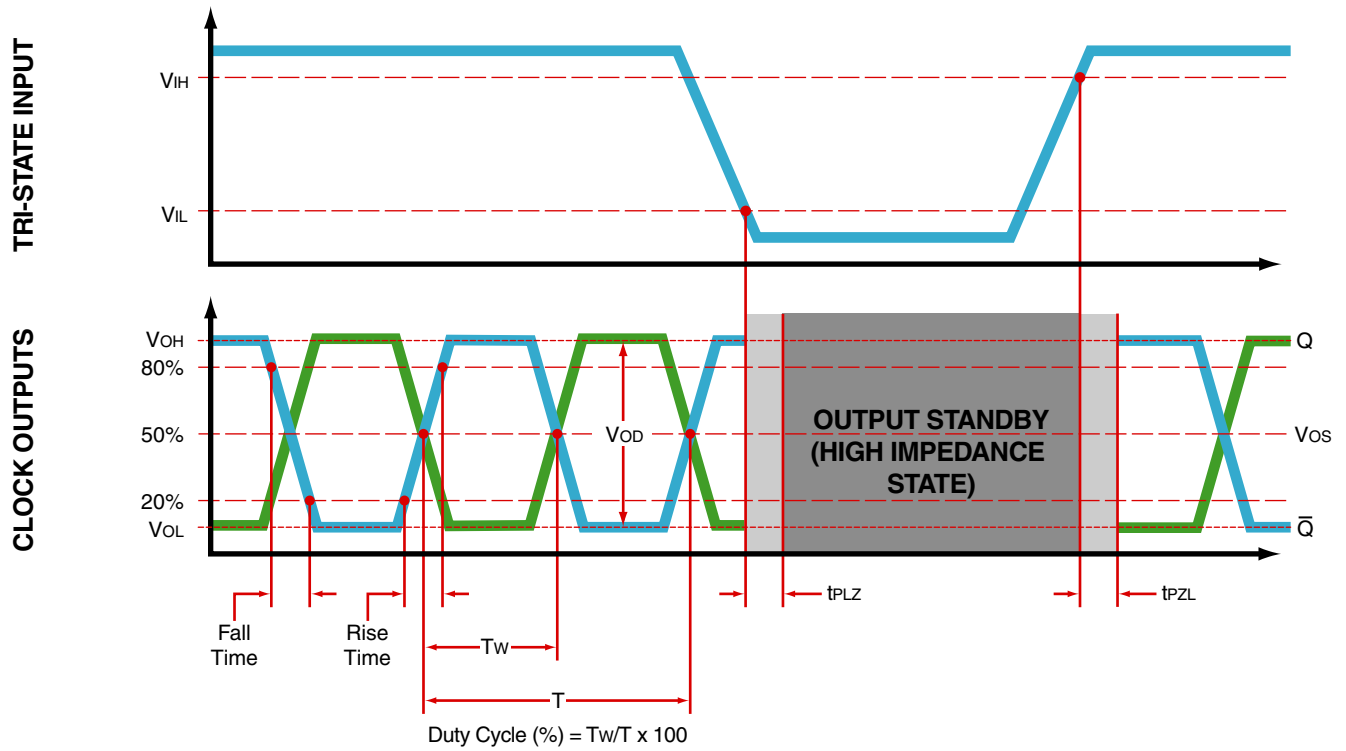 TRI-STATE INPUT
VIH
VIL
CLOCK OUTPUTS
VOH
80%
50%
20%
VOL
VOD
OUTPUT STANDBY
(HIGH IMPEDANCE
STATE)
Q
VOS
Q̅
Fall
Time
Rise
Time
TW
T
tPLZ
tPZL
Duty Cycle (%) = TW/T x 100